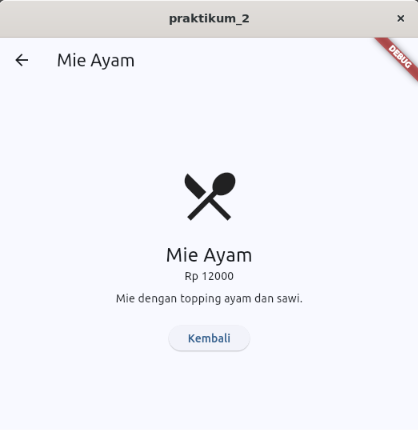 praktikum_2
Mie Ayam
DEBUG
Mie Ayam
Rp 12000
Mie dengan topping ayam dan sawi.
Kembali